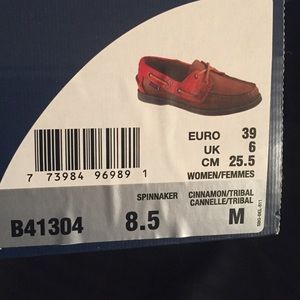 EURO 39
UK 6
CM 25.5
WOMEN/FEMMES
7 73984 96989 1
SPINNAKER
CINNAMON/TRIBAL
CANNELLE/TRIBAL
B41304 8.5 M